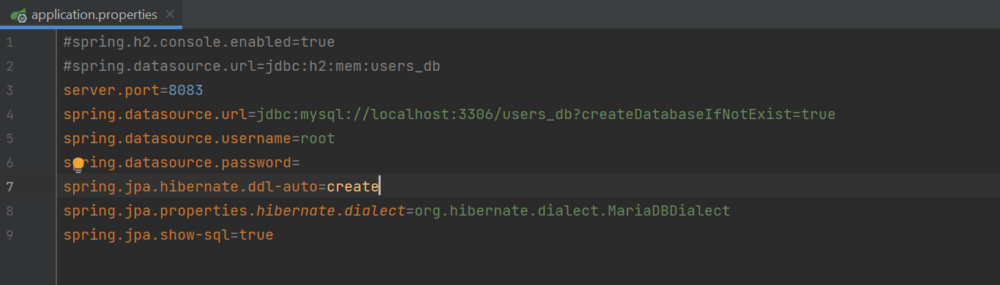 application.properties
1 #spring.h2.console.enabled=true
2 #spring.datasource.url=jdbc:h2:mem:users_db
3 server.port=8083
4 spring.datasource.url=jdbc:mysql://localhost:3306/users_db?createDatabaseIfNotExist=true
5 spring.datasource.username=root
6 spring.datasource.password=
7 spring.jpa.hibernate.ddl-auto=create
8 spring.jpa.properties.hibernate.dialect=org.hibernate.dialect.MariaDBDialect
9 spring.jpa.show-sql=true